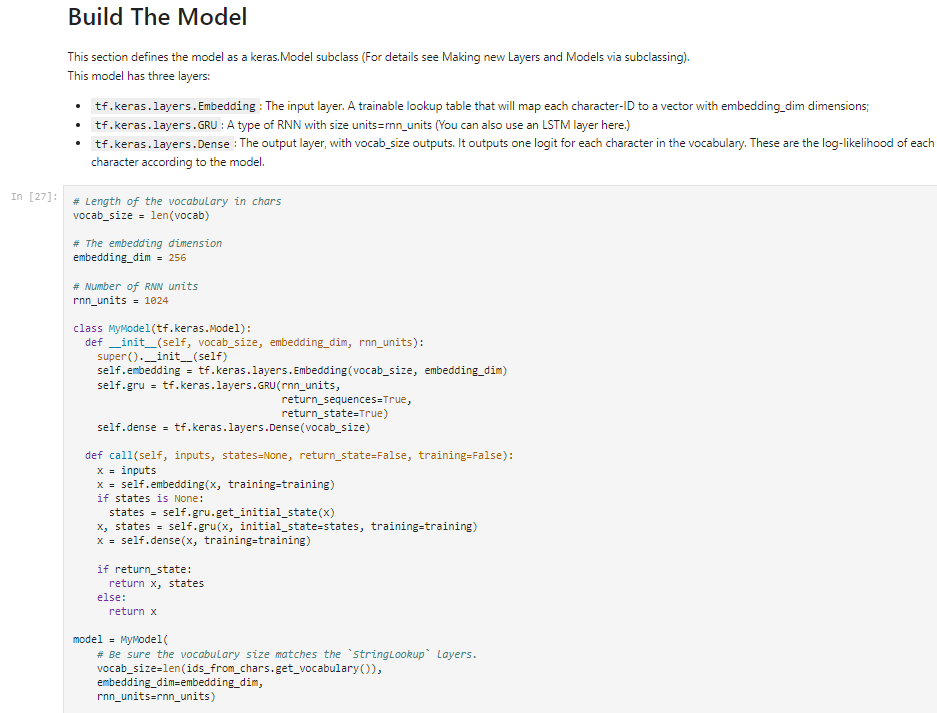 Build The Model
This section defines the model as a keras.Model subclass (For details see Making new Layers and Models via subclassing).
This model has three layers:
• tf.keras.layers.Embedding : The input layer. A trainable lookup table that will map each character-ID to a vector with embedding_dim dimensions;
• tf.keras.layers.GRU : A type of RNN with size units=rnn_units (You can also use an LSTM layer here.)
• tf.keras.layers.Dense : The output layer, with vocab_size outputs. It outputs one logit for each character in the vocabulary. These are the log-likelihood of each
character according to the model.
In [27]:
# Length of the vocabulary in chars
vocab_size = len(vocab)

# The embedding dimension
embedding_dim = 256

# Number of RNN units
rnn_units = 1024

class MyModel(tf.keras.Model):
  def __init__(self, vocab_size, embedding_dim, rnn_units):
    super().__init__(self)
    self.embedding = tf.keras.layers.Embedding(vocab_size, embedding_dim)
    self.gru = tf.keras.layers.GRU(rnn_units,
                                   return_sequences=True,
                                   return_state=True)
    self.dense = tf.keras.layers.Dense(vocab_size)

  def call(self, inputs, states=None, return_state=False, training=False):
    x = inputs
    x = self.embedding(x, training=training)
    if states is None:
      states = self.gru.get_initial_state(x)
    x, states = self.gru(x, initial_state=states, training=training)
    x = self.dense(x, training=training)

    if return_state:
      return x, states
    else:
      return x

model = MyModel(
    # Be sure the vocabulary size matches the `StringLookup` layers.
    vocab_size=len(ids_from_chars.get_vocabulary()),
    embedding_dim=embedding_dim,
    rnn_units=rnn_units)